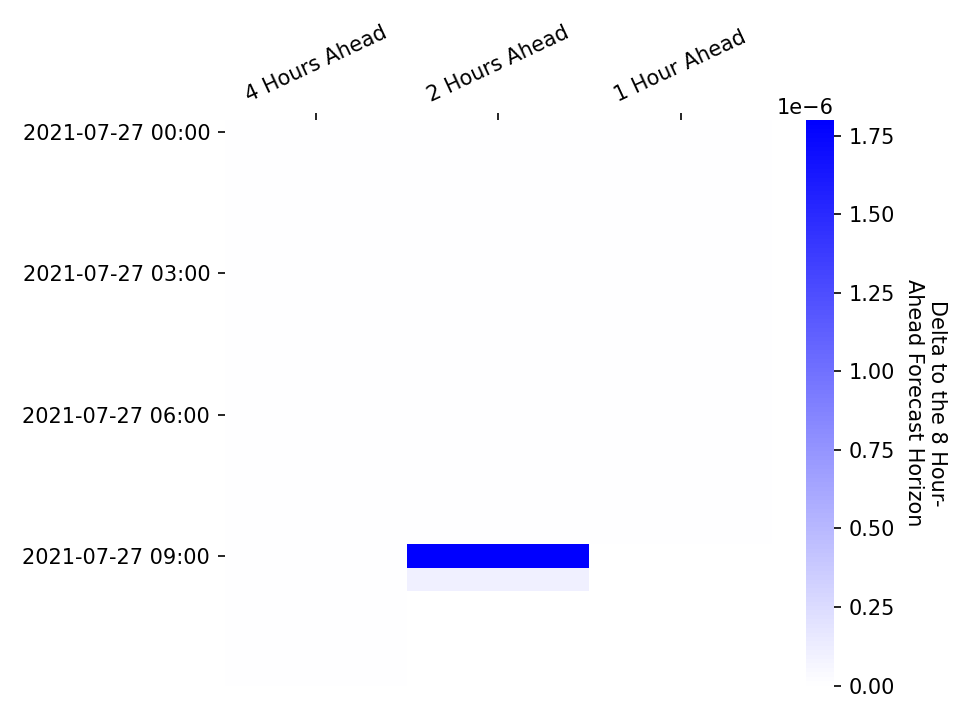 4 Hours Ahead
2 Hours Ahead
1 Hour Ahead
1e−6
2021-07-27 00:00
2021-07-27 03:00
2021-07-27 06:00
2021-07-27 09:00
1.75
1.50
1.25
1.00
0.75
0.50
0.25
0.00
Delta to the 8 Hour-
Ahead Forecast Horizon